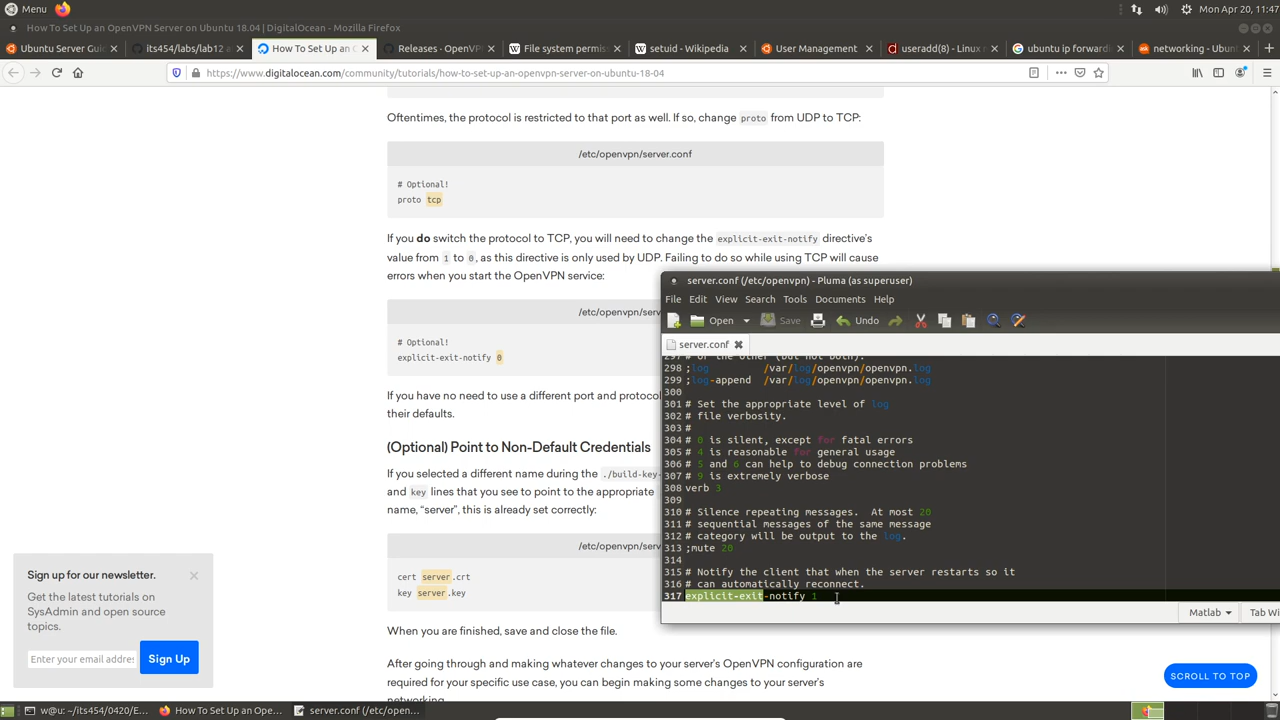 Menu
Mon Apr 20, 11:47
How To Set Up an OpenVPN Server on Ubuntu 18.04 | DigitalOcean - Mozilla Firefox
Ubuntu Server Gui
its454/labs/lab12 a
How To Set Up an O
Releases - OpenVP
File system permis
setuid - Wikipedia
User Management
useradd(8) - Linux m
ubuntu ip forwardi
networking - Ubun
https://www.digitalocean.com/community/tutorials/how-to-set-up-an-openvpn-server-on-ubuntu-18-04
Oftentimes, the protocol is restricted to that port as well. If so, change proto from UDP to TCP:
/etc/openvpn/server.conf
# Optional!
proto tcp
If you do switch the protocol to TCP, you will need to change the explicit-exit-notify directive's
value from 1 to 0, as this directive is only used by UDP. Failing to do so while using TCP will cause
errors when you start the OpenVPN service:
/etc/openvpn/serv
# Optional!
explicit-exit-notify 0
If you have no need to use a different port and protocol
their defaults.
(Optional) Point to Non-Default Credentials
If you selected a different name during the ./build-key-
and key lines that you see to point to the appropriate
name, "server", this is already set correctly:
/etc/openvpn/serv
cert server.crt
key server.key
When you are finished, save and close the file.
After going through and making whatever changes to your server's OpenVPN configuration are
required for your specific use case, you can begin making some changes to your server's
networking.
Sign up for our newsletter.
Get the latest tutorials on
SysAdmin and open source
topics.
Enter your email addres
Sign Up
SCROLL TO TOP
server.conf (/etc/openvpn) - Pluma (as superuser)
File Edit View Search Tools Documents Help
Open Save Undo
server.conf
297 # or the other (but not both).
298 ;log /var/log/openvpn/openvpn.log
299 ;log-append /var/log/openvpn/openvpn.log
300
301 # Set the appropriate level of log
302 # file verbosity.
303 #
304 # 0 is silent, except for fatal errors
305 # 4 is reasonable for general usage
306 # 5 and 6 can help to debug connection problems
307 # 9 is extremely verbose
308 verb 3
309
310 # Silence repeating messages. At most 20
311 # sequential messages of the same message
312 # category will be output to the log.
313 ;mute 20
314
315 # Notify the client that when the server restarts so it
316 # can automatically reconnect.
317 explicit-exit-notify 1
Matlab
Tab Wi
w@u: ~/its454/0420/E...
How To Set Up an Ope...
server.conf (/etc/open...